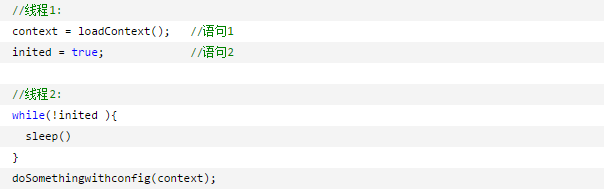 //线程1:
context = loadContext();   //语句1
inited = true;             //语句2
//线程2:
while(!inited ){
  sleep()
}
doSomethingwithconfig(context);